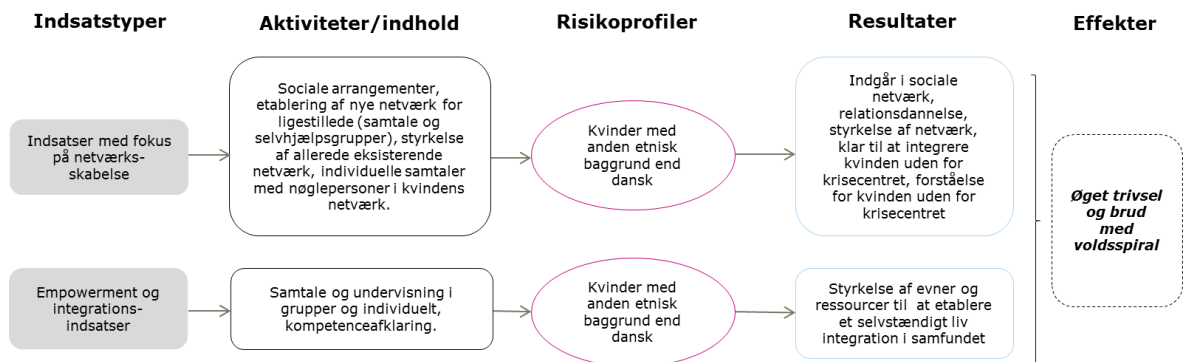 Indsatstyper
Aktiviteter/indhold
Risikoprofiler
Resultater
Effekter
Indsatser med fokus
på netværks-
skabelse
Sociale arrangementer,
etablering af nye netværk for
ligestillede (samtale og
selvhjælpsgrupper), styrkelse
af allerede eksisterende
netværk, individuelle samtaler
med nøglepersoner i kvindens
netværk.
Kvinder med
anden etnisk
baggrund end
dansk
Indgår i sociale
netværk,
relationsdannelse,
styrkelse af netværk,
klar til at integrere
kvinden uden for
krisecentret, forståelse
for kvinden uden for
krisecentret
Øget trivsel
og brud
med
voldsspiral
Empowerment og
integrations-
indsatser
Samtale og undervisning i
grupper og individuelt,
kompetenceafklaring.
Kvinder med
anden etnisk
baggrund end
dansk
Styrkelse af evner og
ressourcer til at etablere
et selvstændigt liv
integration i samfundet